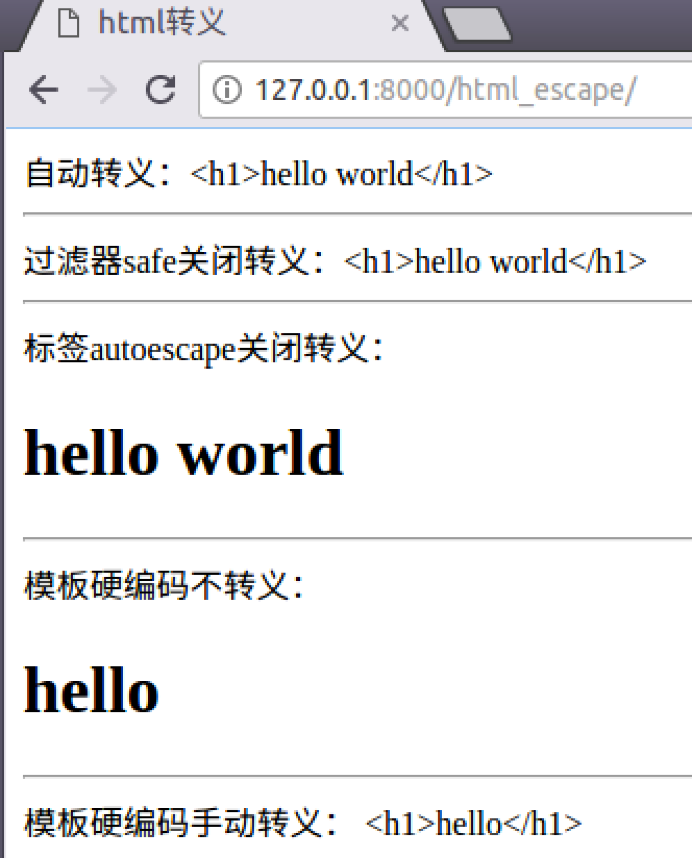 html转义
127.0.0.1:8000/html_escape/
自动转义：<h1>hello world</h1>
过滤器safe关闭转义：<h1>hello world</h1>
标签autoescape关闭转义：
hello world
模板硬编码不转义：
hello
模板硬编码手动转义： <h1>hello</h1>